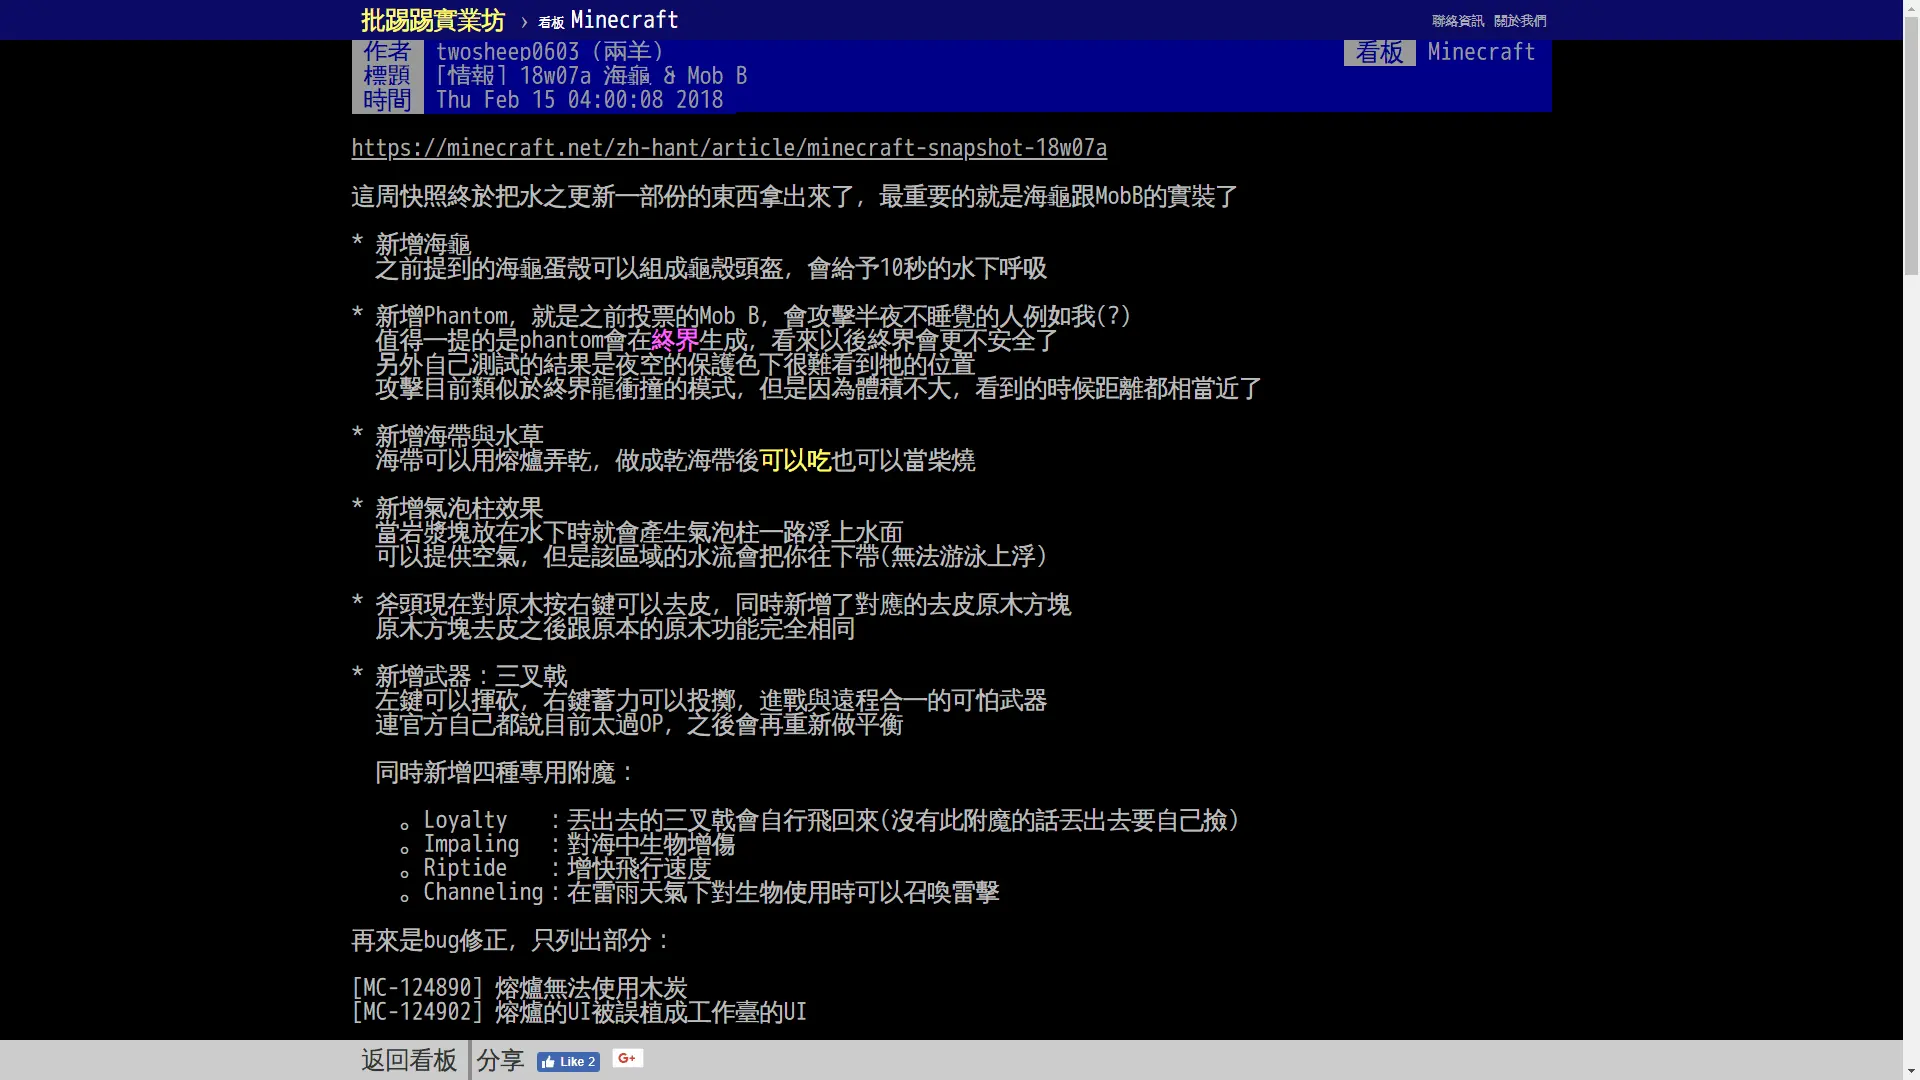 批踢踢實業坊 › 看板 Minecraft 聯絡資訊 關於我們
作者 twosheep0603 (兩羊) 看板 Minecraft
標題 [情報] 18w07a 海龜 & Mob B
時間 Thu Feb 15 04:00:08 2018
https://minecraft.net/zh-hant/article/minecraft-snapshot-18w07a
這周快照終於把水之更新一部份的東西拿出來了, 最重要的就是海龜跟MobB的實裝了
* 新增海龜
之前提到的海龜蛋殼可以組成龜殼頭盔, 會給予10秒的水下呼吸
* 新增Phantom, 就是之前投票的Mob B, 會攻擊半夜不睡覺的人例如我(?)
值得一提的是phantom會在終界生成, 看來以後終界會更不安全了
另外自己測試的結果是夜空的保護色下很難看到牠的位置
攻擊目前類似於終界龍衝撞的模式, 但是因為體積不大, 看到的時候距離都相當近了
* 新增海帶與水草
海帶可以用熔爐弄乾, 做成乾海帶後可以吃也可以當柴燒
* 新增氣泡柱效果
當岩漿塊放在水下時就會產生氣泡柱一路浮上水面
可以提供空氣, 但是該區域的水流會把你往下帶(無法游泳上浮)
* 斧頭現在對原木按右鍵可以去皮, 同時新增了對應的去皮原木方塊
原木方塊去皮之後跟原本的原木功能完全相同
* 新增武器：三叉戟
左鍵可以揮砍, 右鍵蓄力可以投擲, 進戰與遠程合一的可怕武器
連官方自己都說目前太過OP, 之後會再重新做平衡
同時新增四種專用附魔：
。Loyalty ：丟出去的三叉戟會自行飛回來(沒有此附魔的話丟出去要自己撿)
。Impaling ：對海中生物增傷
。Riptide ：增快飛行速度
。Channeling：在雷雨天氣下對生物使用時可以召喚雷擊
再來是bug修正, 只列出部分：
[MC-124890] 熔爐無法使用木炭
[MC-124902] 熔爐的UI被誤植成工作臺的UI
返回看板 分享 Like 2 G+